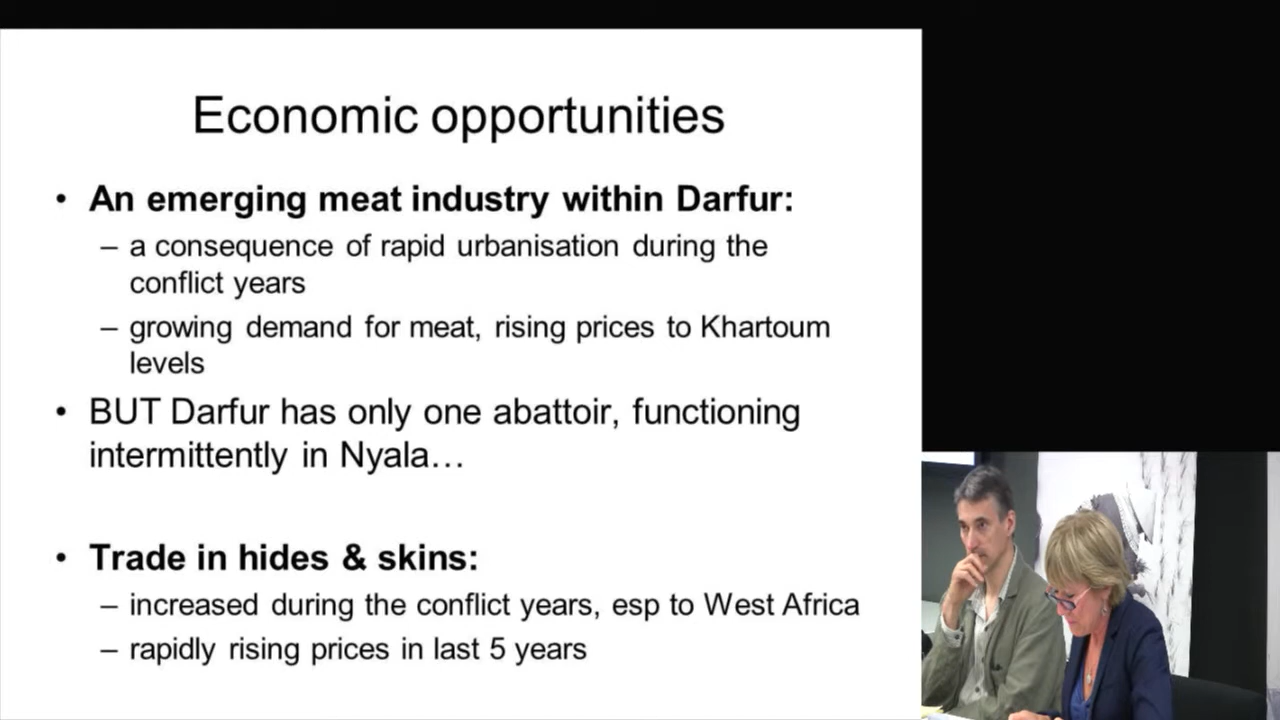 Economic opportunities
• An emerging meat industry within Darfur:
– a consequence of rapid urbanisation during the
conflict years
– growing demand for meat, rising prices to Khartoum
levels
• BUT Darfur has only one abattoir, functioning
intermittently in Nyala…
• Trade in hides & skins:
– increased during the conflict years, esp to West Africa
– rapidly rising prices in last 5 years